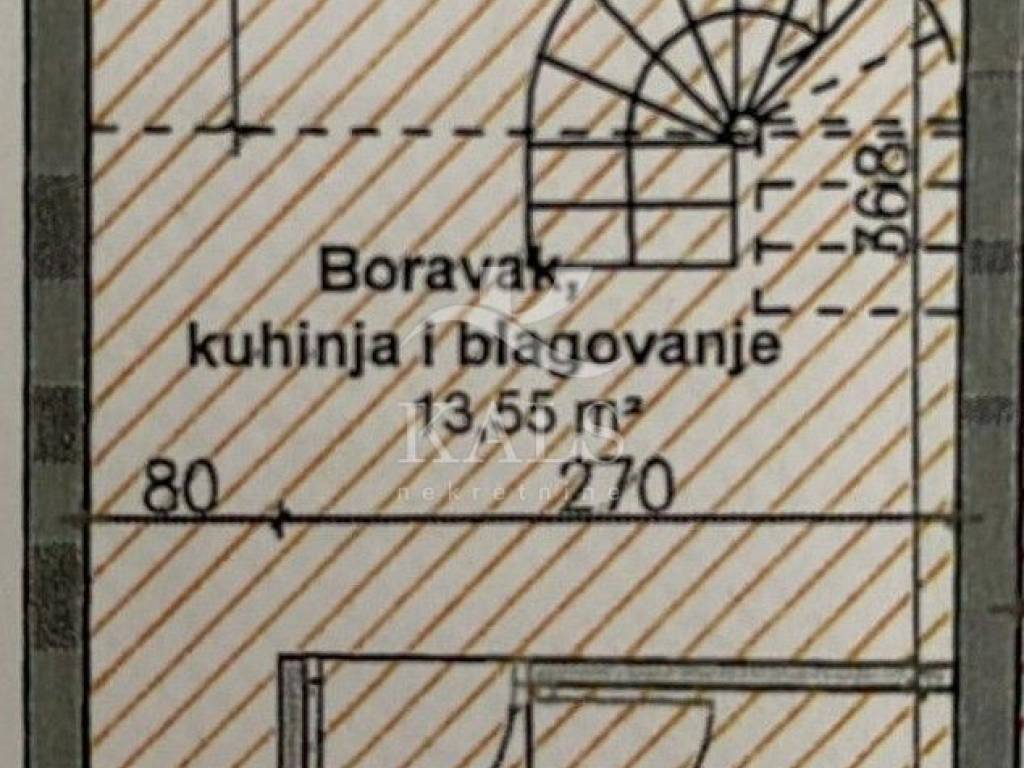 368
Boravak,
kuhinja i blagovanje
13,55 m²
KALS
nekretnine
80
270